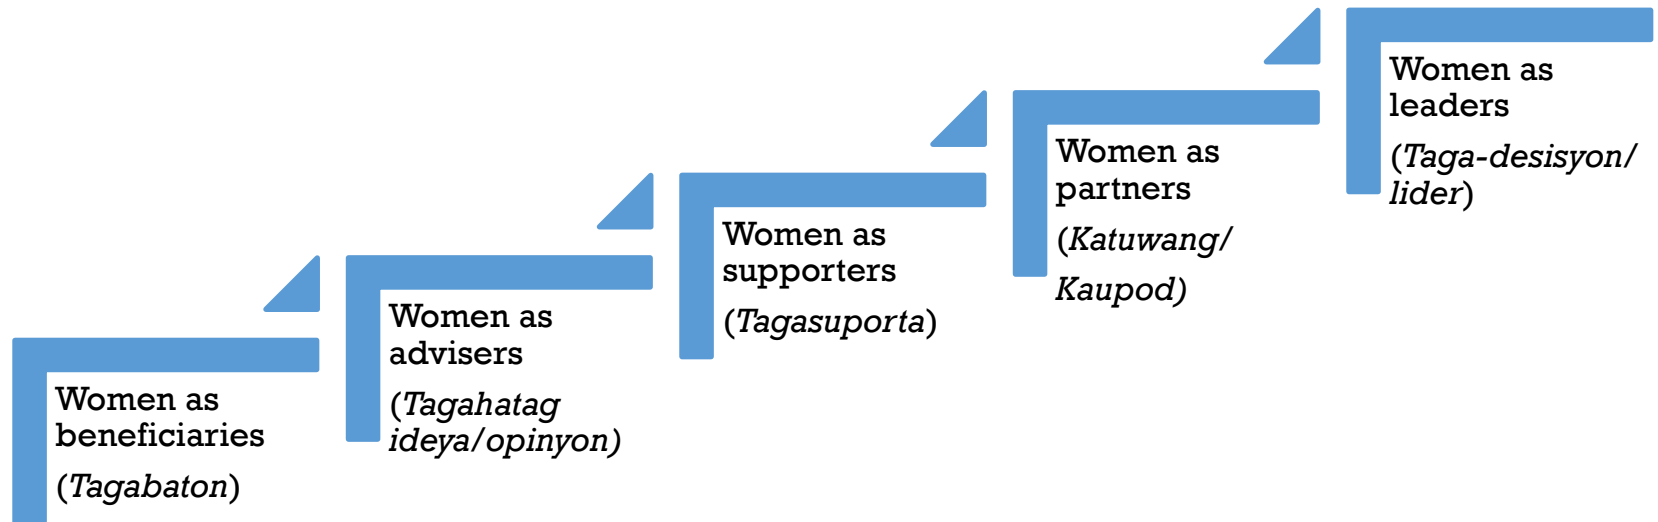 Women as
beneficiaries
(Tagabaton)
Women as
advisers
(Tagahatag
ideya/opinyon)
Women as
supporters
(Tagasuporta)
Women as
partners
(Katuwang/
Kaupod)
Women as
leaders
(Taga-desisyon/
lider)